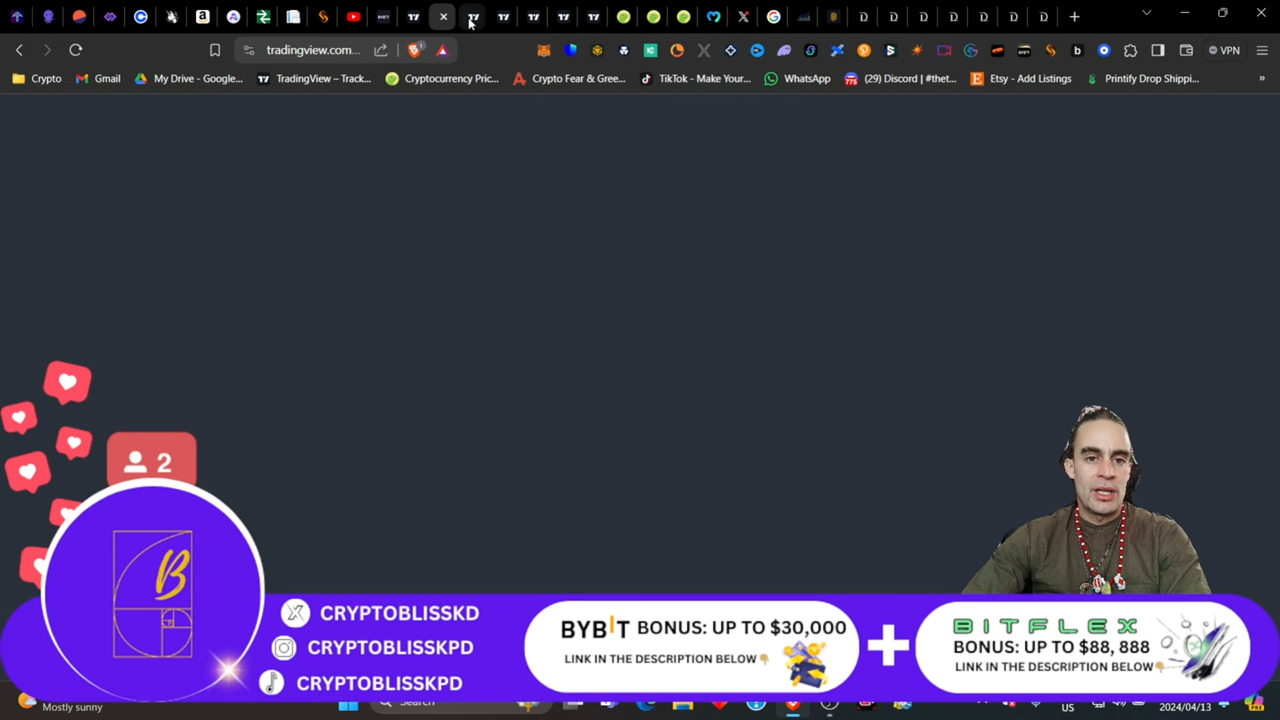 tradingview.com...
1
VPN
Crypto
Gmail
My Drive - Google...
TradingView – Track...
Cryptocurrency Pric...
Crypto Fear & Gree...
TikTok - Make Your...
WhatsApp
(29) Discord | #thet...
Etsy - Add Listings
Printify Drop Shippi...
2
B
CRYPTOBLISSKD
CRYPTOBLISSKPD
CRYPTOBLISSKPD
BYBIT BONUS: UP TO $30,000
LINK IN THE DESCRIPTION BELOW
BITFLEX
BONUS: UP TO $88, 888
LINK IN THE DESCRIPTION BELOW
Mostly sunny
Search
US
2024/04/13